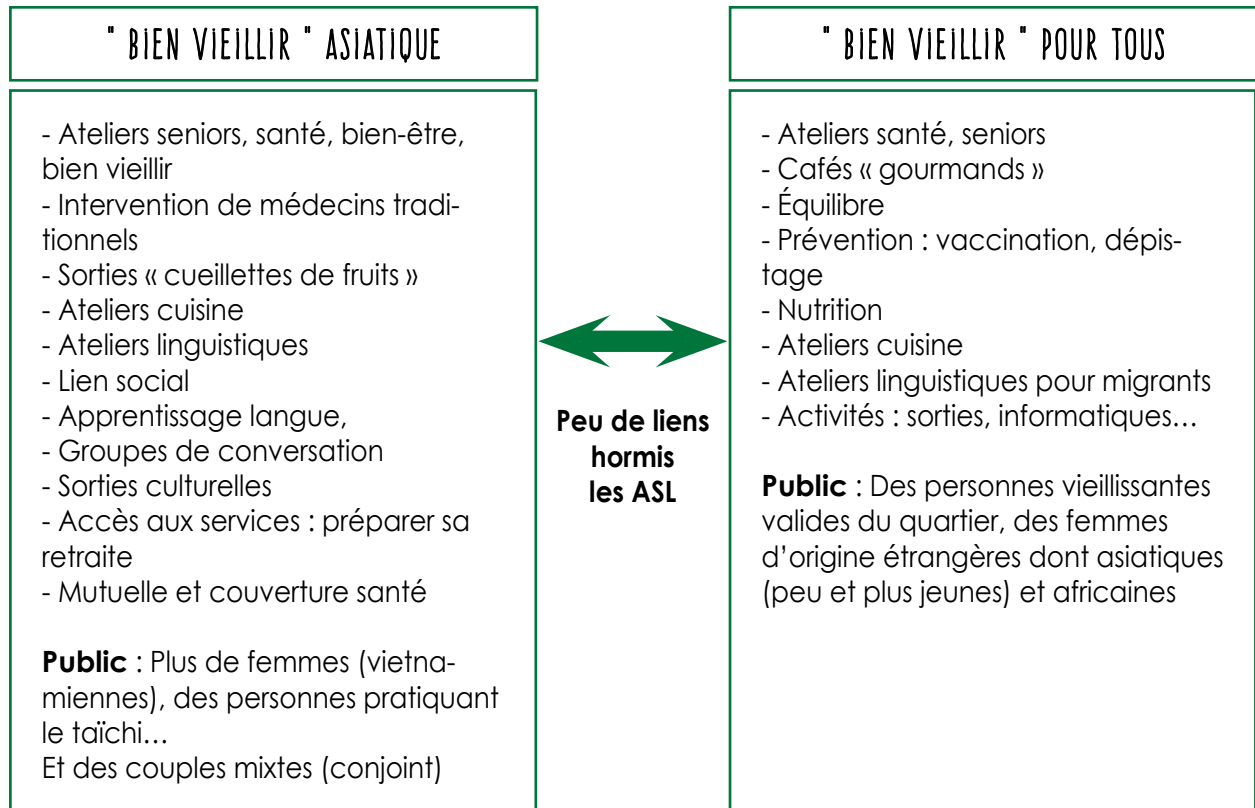 " BIEN VIEILLIR " ASIATIQUE
- Ateliers seniors, santé, bien-être,
bien vieillir
- Intervention de médecins tradi-
tionnels
- Sorties « cueillettes de fruits »
- Ateliers cuisine
- Ateliers linguistiques
- Lien social
- Apprentissage langue,
- Groupes de conversation
- Sorties culturelles
- Accès aux services : préparer sa
retraite
- Mutuelle et couverture santé
Public : Plus de femmes (vietna-
miennes), des personnes pratiquant
le taïchi…
Et des couples mixtes (conjoint)
Peu de liens
hormis
les ASL
" BIEN VIEILLIR " POUR TOUS
- Ateliers santé, seniors
- Cafés « gourmands »
- Équilibre
- Prévention : vaccination, dépis-
tage
- Nutrition
- Ateliers cuisine
- Ateliers linguistiques pour migrants
- Activités : sorties, informatiques…
Public : Des personnes vieillissantes
valides du quartier, des femmes
d'origine étrangères dont asiatiques
(peu et plus jeunes) et africaines